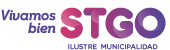 Vivamos
bien
STGO
ILUSTRE MUNICIPALIDAD